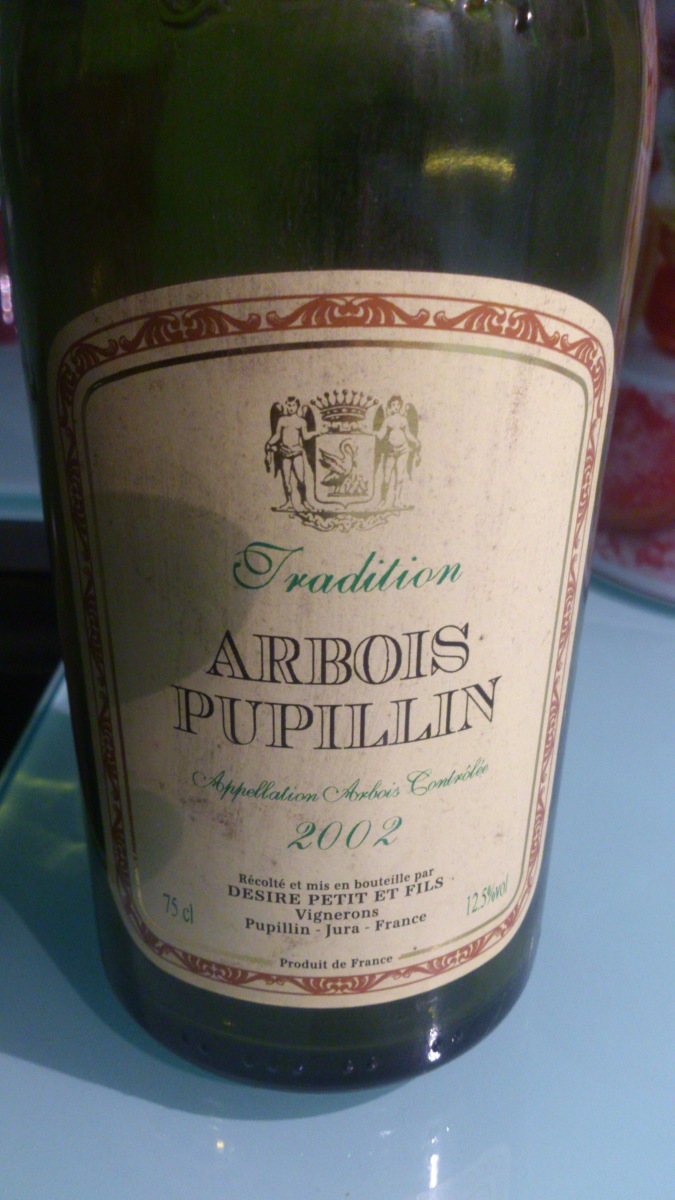 Tradition
ARBOIS
PUPILLIN
Appellation Arbois Contrôlée
2002
Récolté et mis en bouteille par
DESIRE PETIT ET FILS
Vignerons
Pupillin - Jura - France
75 cl
12.5%vol
Produit de France